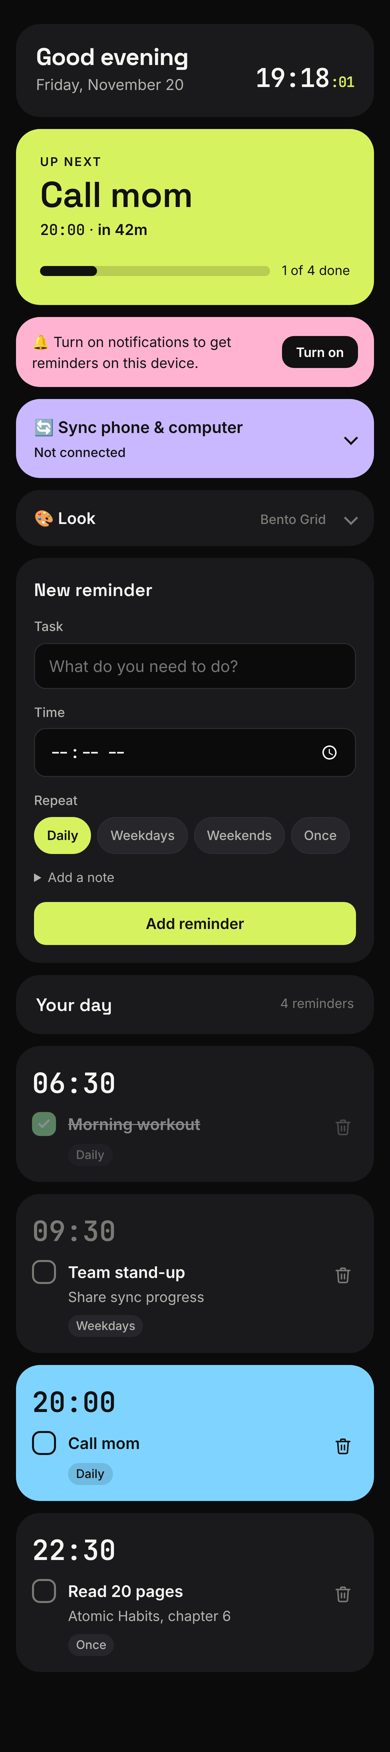 Good evening
Friday, November 20
19:18:01
UP NEXT
Call mom
20:00 · in 42m
1 of 4 done
🔔 Turn on notifications to get
reminders on this device.
Turn on
🔄 Sync phone & computer
Not connected
🎨 Look
Bento Grid
New reminder
Task
What do you need to do?
Time
--:-- --
Repeat
Daily
Weekdays
Weekends
Once
▶ Add a note
Add reminder
Your day
4 reminders
06:30
Morning workout
Daily
09:30
Team stand-up
Share sync progress
Weekdays
20:00
Call mom
Daily
22:30
Read 20 pages
Atomic Habits, chapter 6
Once